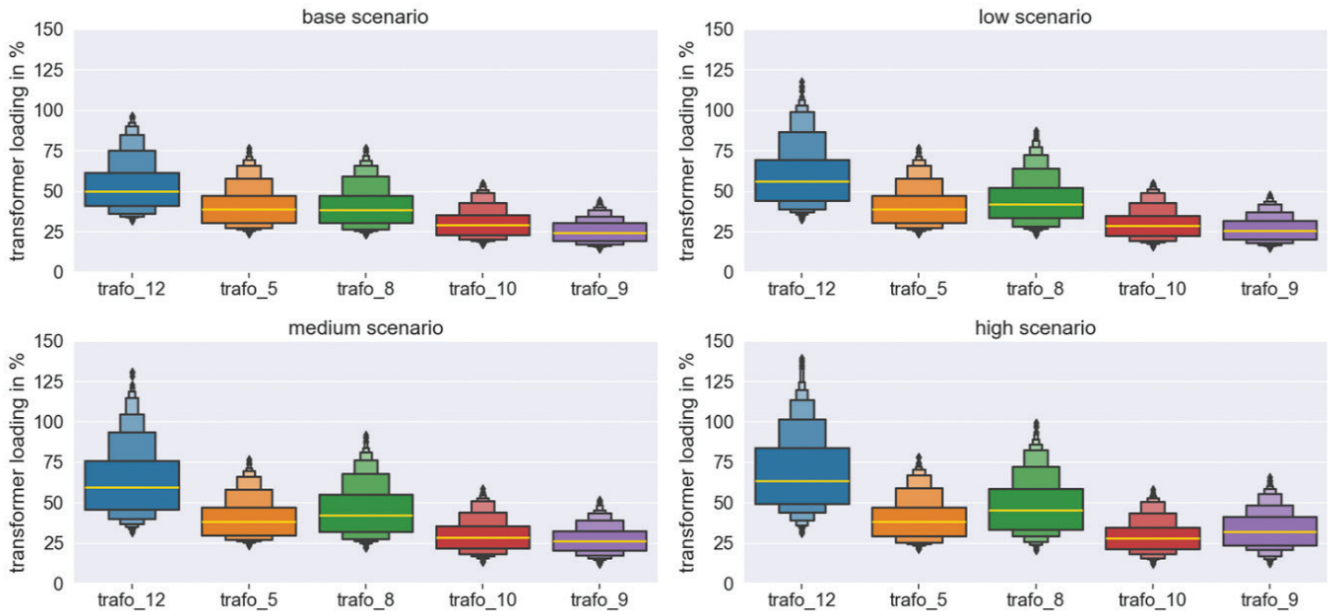 base scenario
transformer loading in %
150
125
100
75
50
25
0
trafo_12 trafo_5 trafo_8 trafo_10 trafo_9
low scenario
transformer loading in %
150
125
100
75
50
25
0
trafo_12 trafo_5 trafo_8 trafo_10 trafo_9
medium scenario
transformer loading in %
150
125
100
75
50
25
0
trafo_12 trafo_5 trafo_8 trafo_10 trafo_9
high scenario
transformer loading in %
150
125
100
75
50
25
0
trafo_12 trafo_5 trafo_8 trafo_10 trafo_9